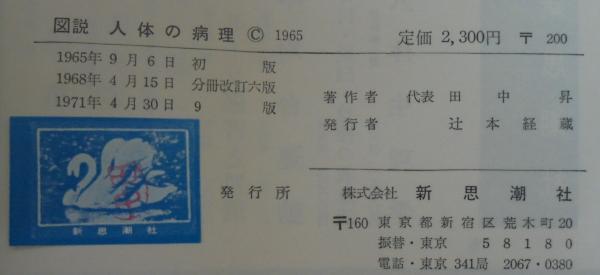 図説 人体の病理 © 1965 定価 2,300円 〒 200
1965年 9 月 6 日 初 版
1968年 4 月 15 日 分冊改訂六版
1971年 4 月 30 日 9 版
著作者 代表 田 中 昇
発行者 辻 本 経 蔵
新思潮社
発行所 株式会社 新 思 潮 社
〒160 東京都新宿区荒木町20
振替・東京 5 8 1 8 0
電話・東京 341局 2067・0380